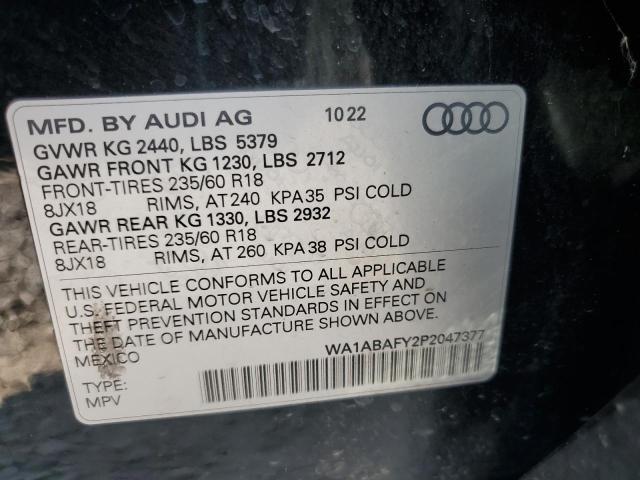 MFD. BY AUDI AG 10 22
GVWR KG 2440, LBS 5379
GAWR FRONT KG 1230, LBS 2712
FRONT-TIRES 235/60 R18
8JX18 RIMS, AT 240 KPA 35 PSI COLD
GAWR REAR KG 1330, LBS 2932
REAR-TIRES 235/60 R18
8JX18 RIMS, AT 260 KPA 38 PSI COLD
THIS VEHICLE CONFORMS TO ALL APPLICABLE
U.S. FEDERAL MOTOR VEHICLE SAFETY AND
THEFT PREVENTION STANDARDS IN EFFECT ON
THE DATE OF MANUFACTURE SHOWN ABOVE.
MEXICO
WA1ABAFY2P2047377
TYPE:
MPV